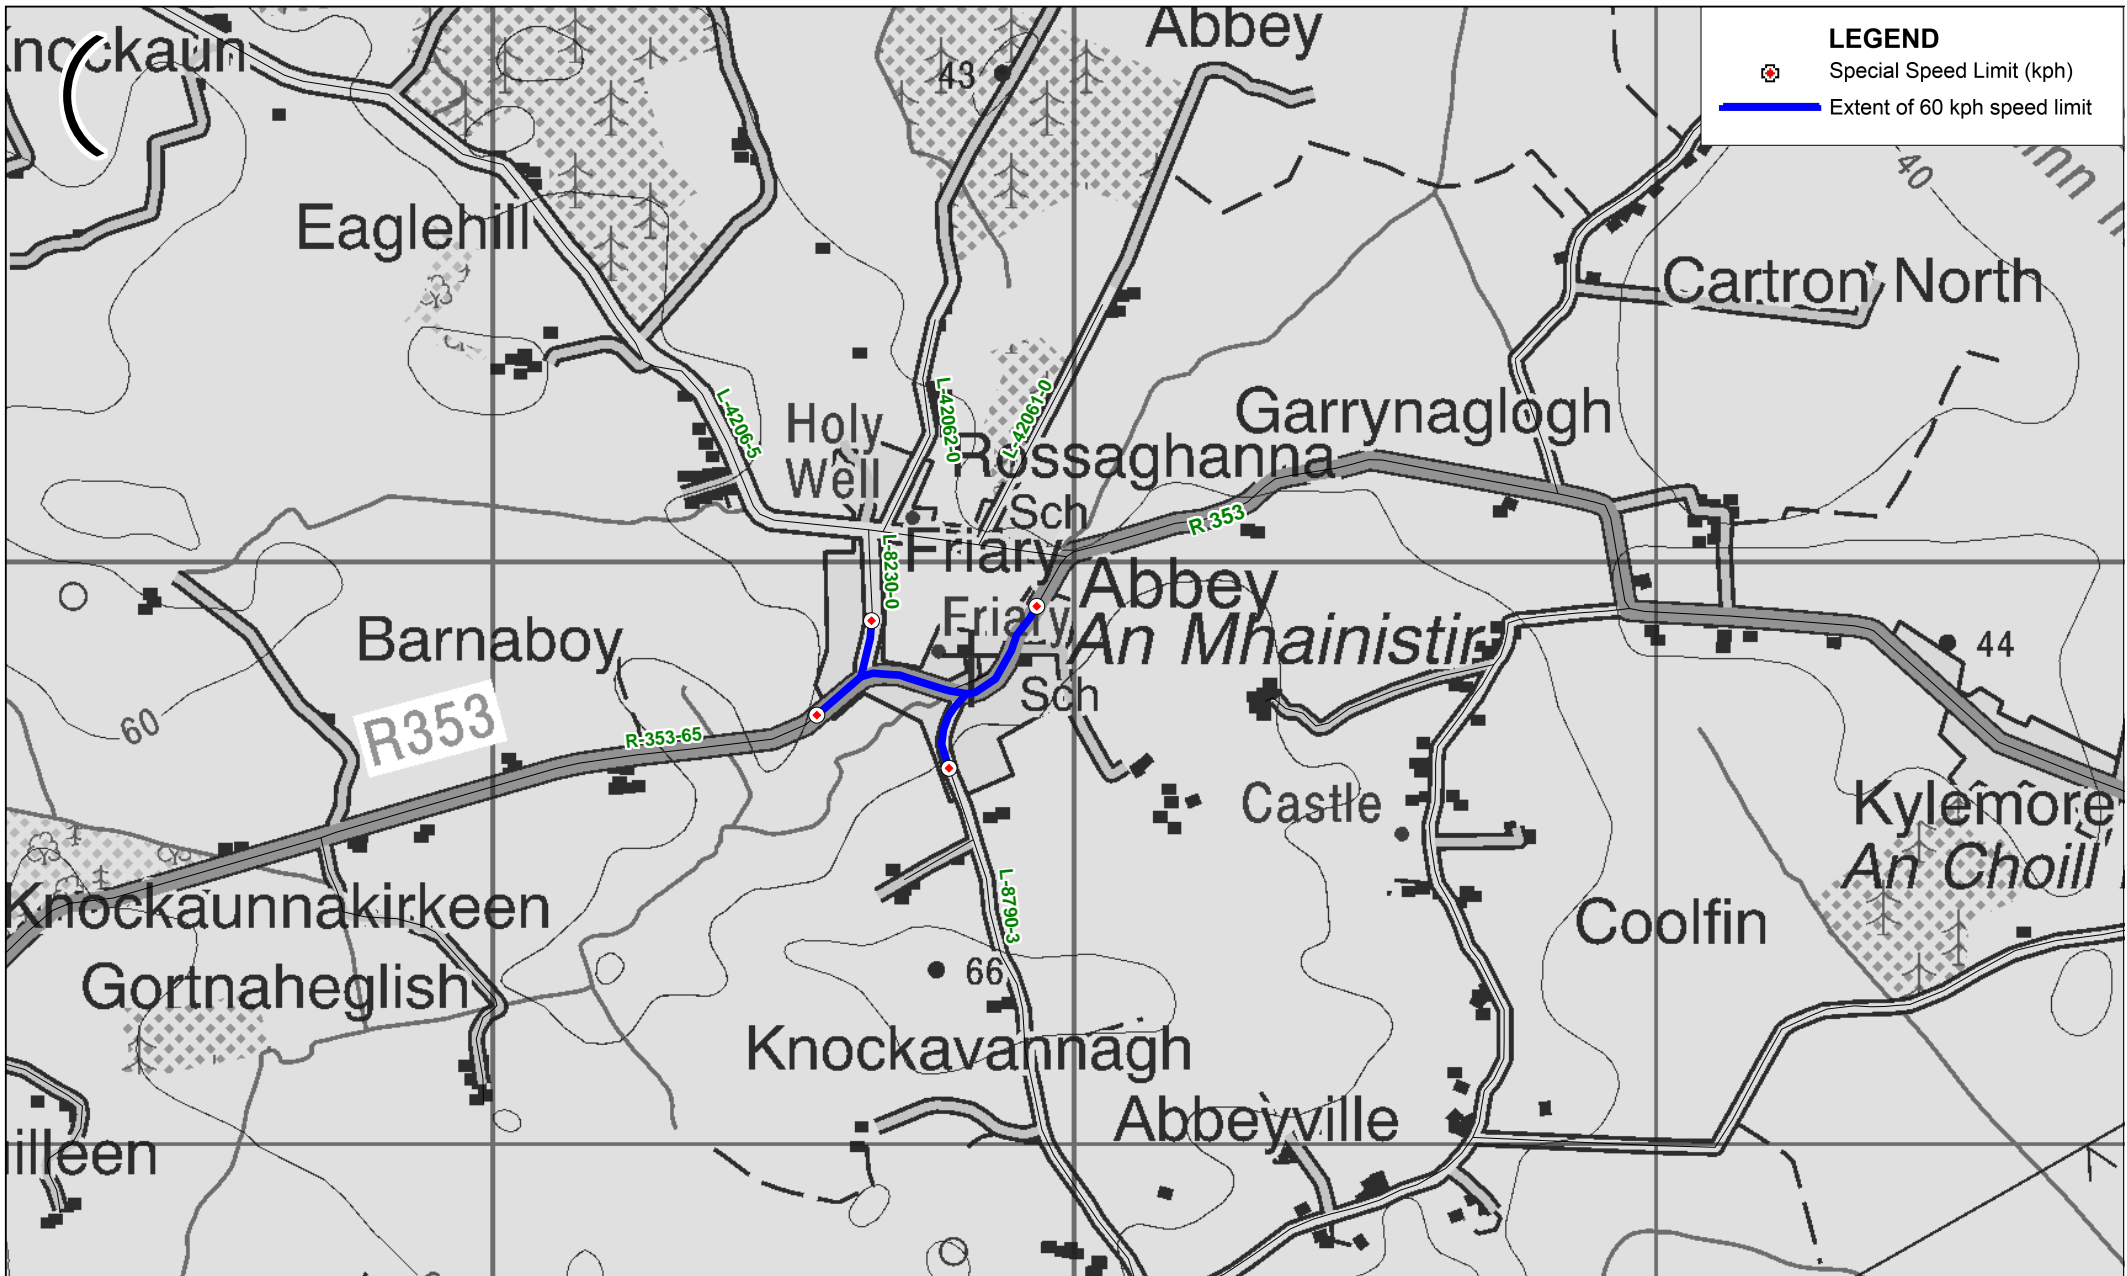 LEGEND
Special Speed Limit (kph)
Extent of 60 kph speed limit
Abbey
43
40
Eaglehill
Cartron North
L-4206-5
L-42062-0
L-42061-0
Holy
Well
Garrynaglogh
Rossaghanna
Sch
R 353
Friary
L-8230-0
Abbey
Friary
An Mhainistir
Barnaboy
44
Sch
60
R353
R-353-65
Castle
Kylemore
An Choill
Knockaunnakirkeen
L-8790-3
Coolfin
66
Gortnaheglish
Knockavannagh
Abbeyville